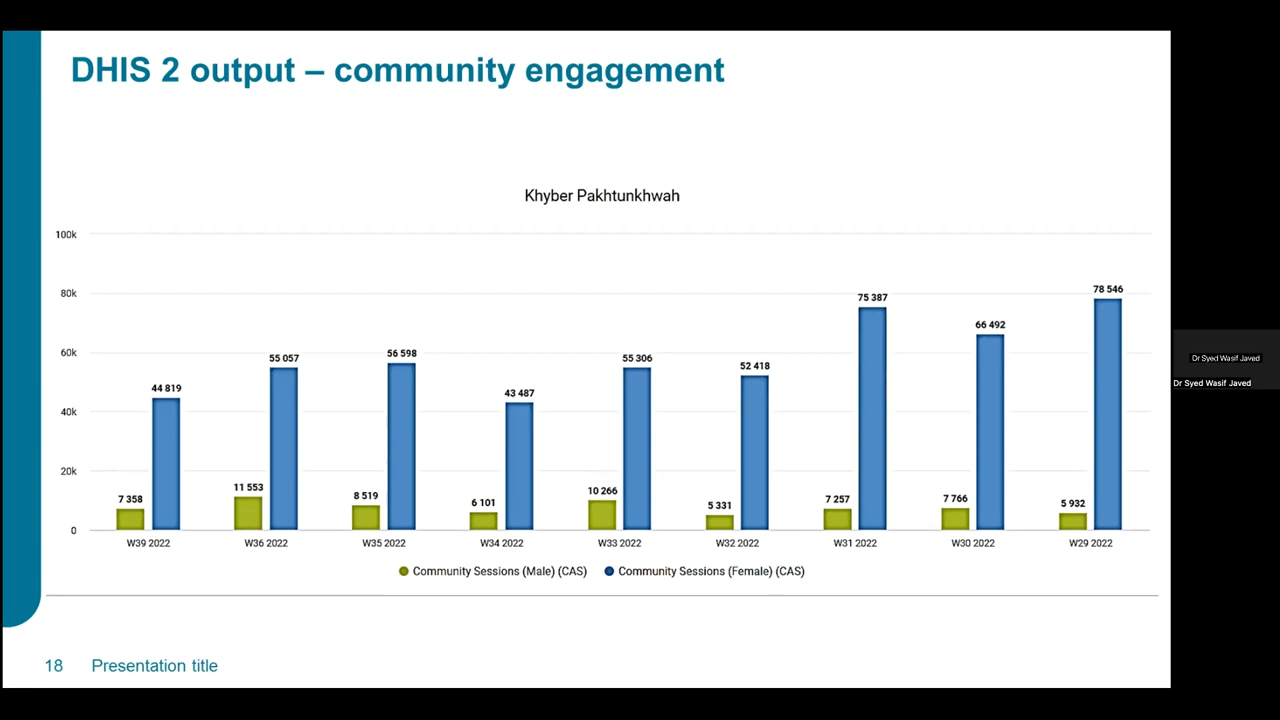 DHIS 2 output – community engagement
Khyber Pakhtunkhwah
100k
80k
60k
40k
20k
0
7 358
44 819
11 553
55 057
8 519
56 598
6 101
43 487
10 266
55 306
5 331
52 418
7 257
75 387
7 766
66 492
5 932
78 546
W39 2022
W36 2022
W35 2022
W34 2022
W33 2022
W32 2022
W31 2022
W30 2022
W29 2022
Community Sessions (Male) (CAS)
Community Sessions (Female) (CAS)
18 Presentation title
Dr Syed Wasif Javed
Dr Syed Wasif Javed